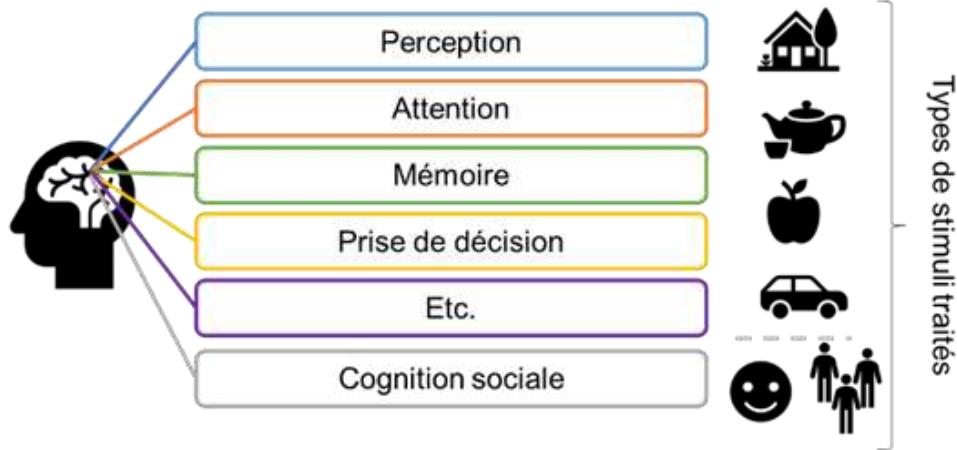 Perception
Attention
Mémoire
Prise de décision
Etc.
Cognition sociale
Types de stimuli traités